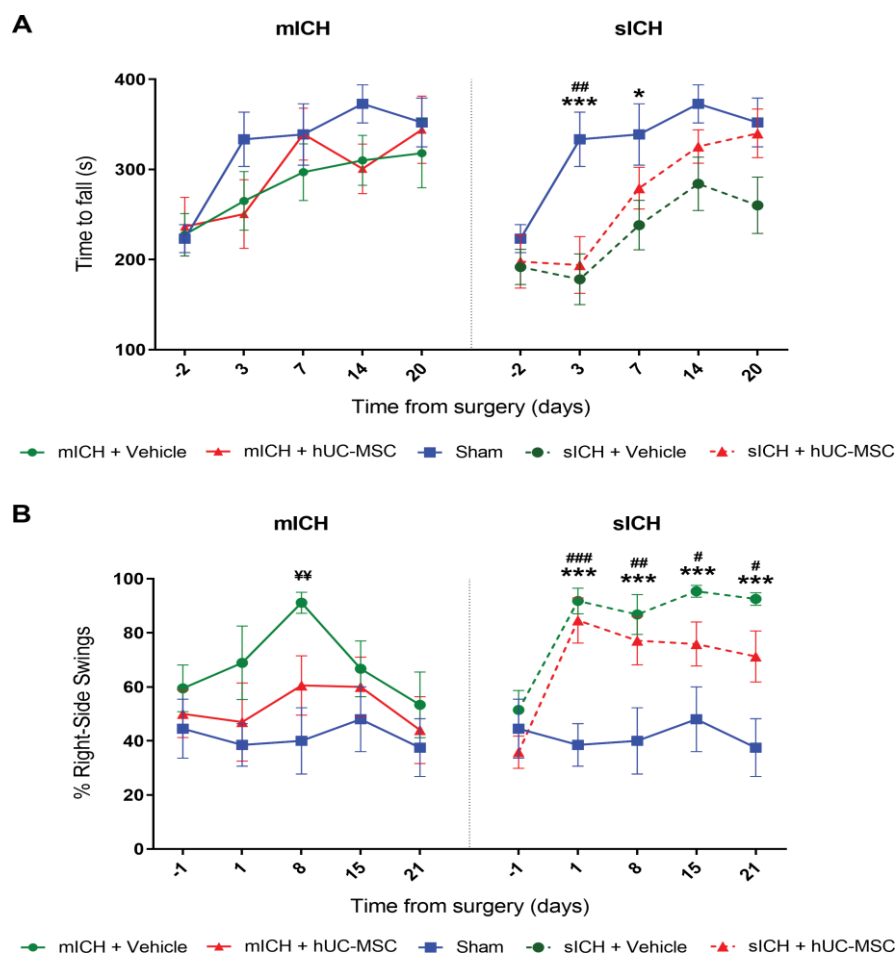 A
mICH
sICH
Time to fall (s)
400
300
200
100
##
***
*
-2
3
7
14
20
-2
3
7
14
20
Time from surgery (days)
mICH + Vehicle
mICH + hUC-MSC
Sham
sICH + Vehicle
sICH + hUC-MSC
B
mICH
sICH
% Right-Side Swings
100
80
60
40
20
0
¥¥
###
***
##
***
#
***
#
***
-1
1
8
15
21
-1
1
8
15
21
Time from surgery (days)
mICH + Vehicle
mICH + hUC-MSC
Sham
sICH + Vehicle
sICH + hUC-MSC